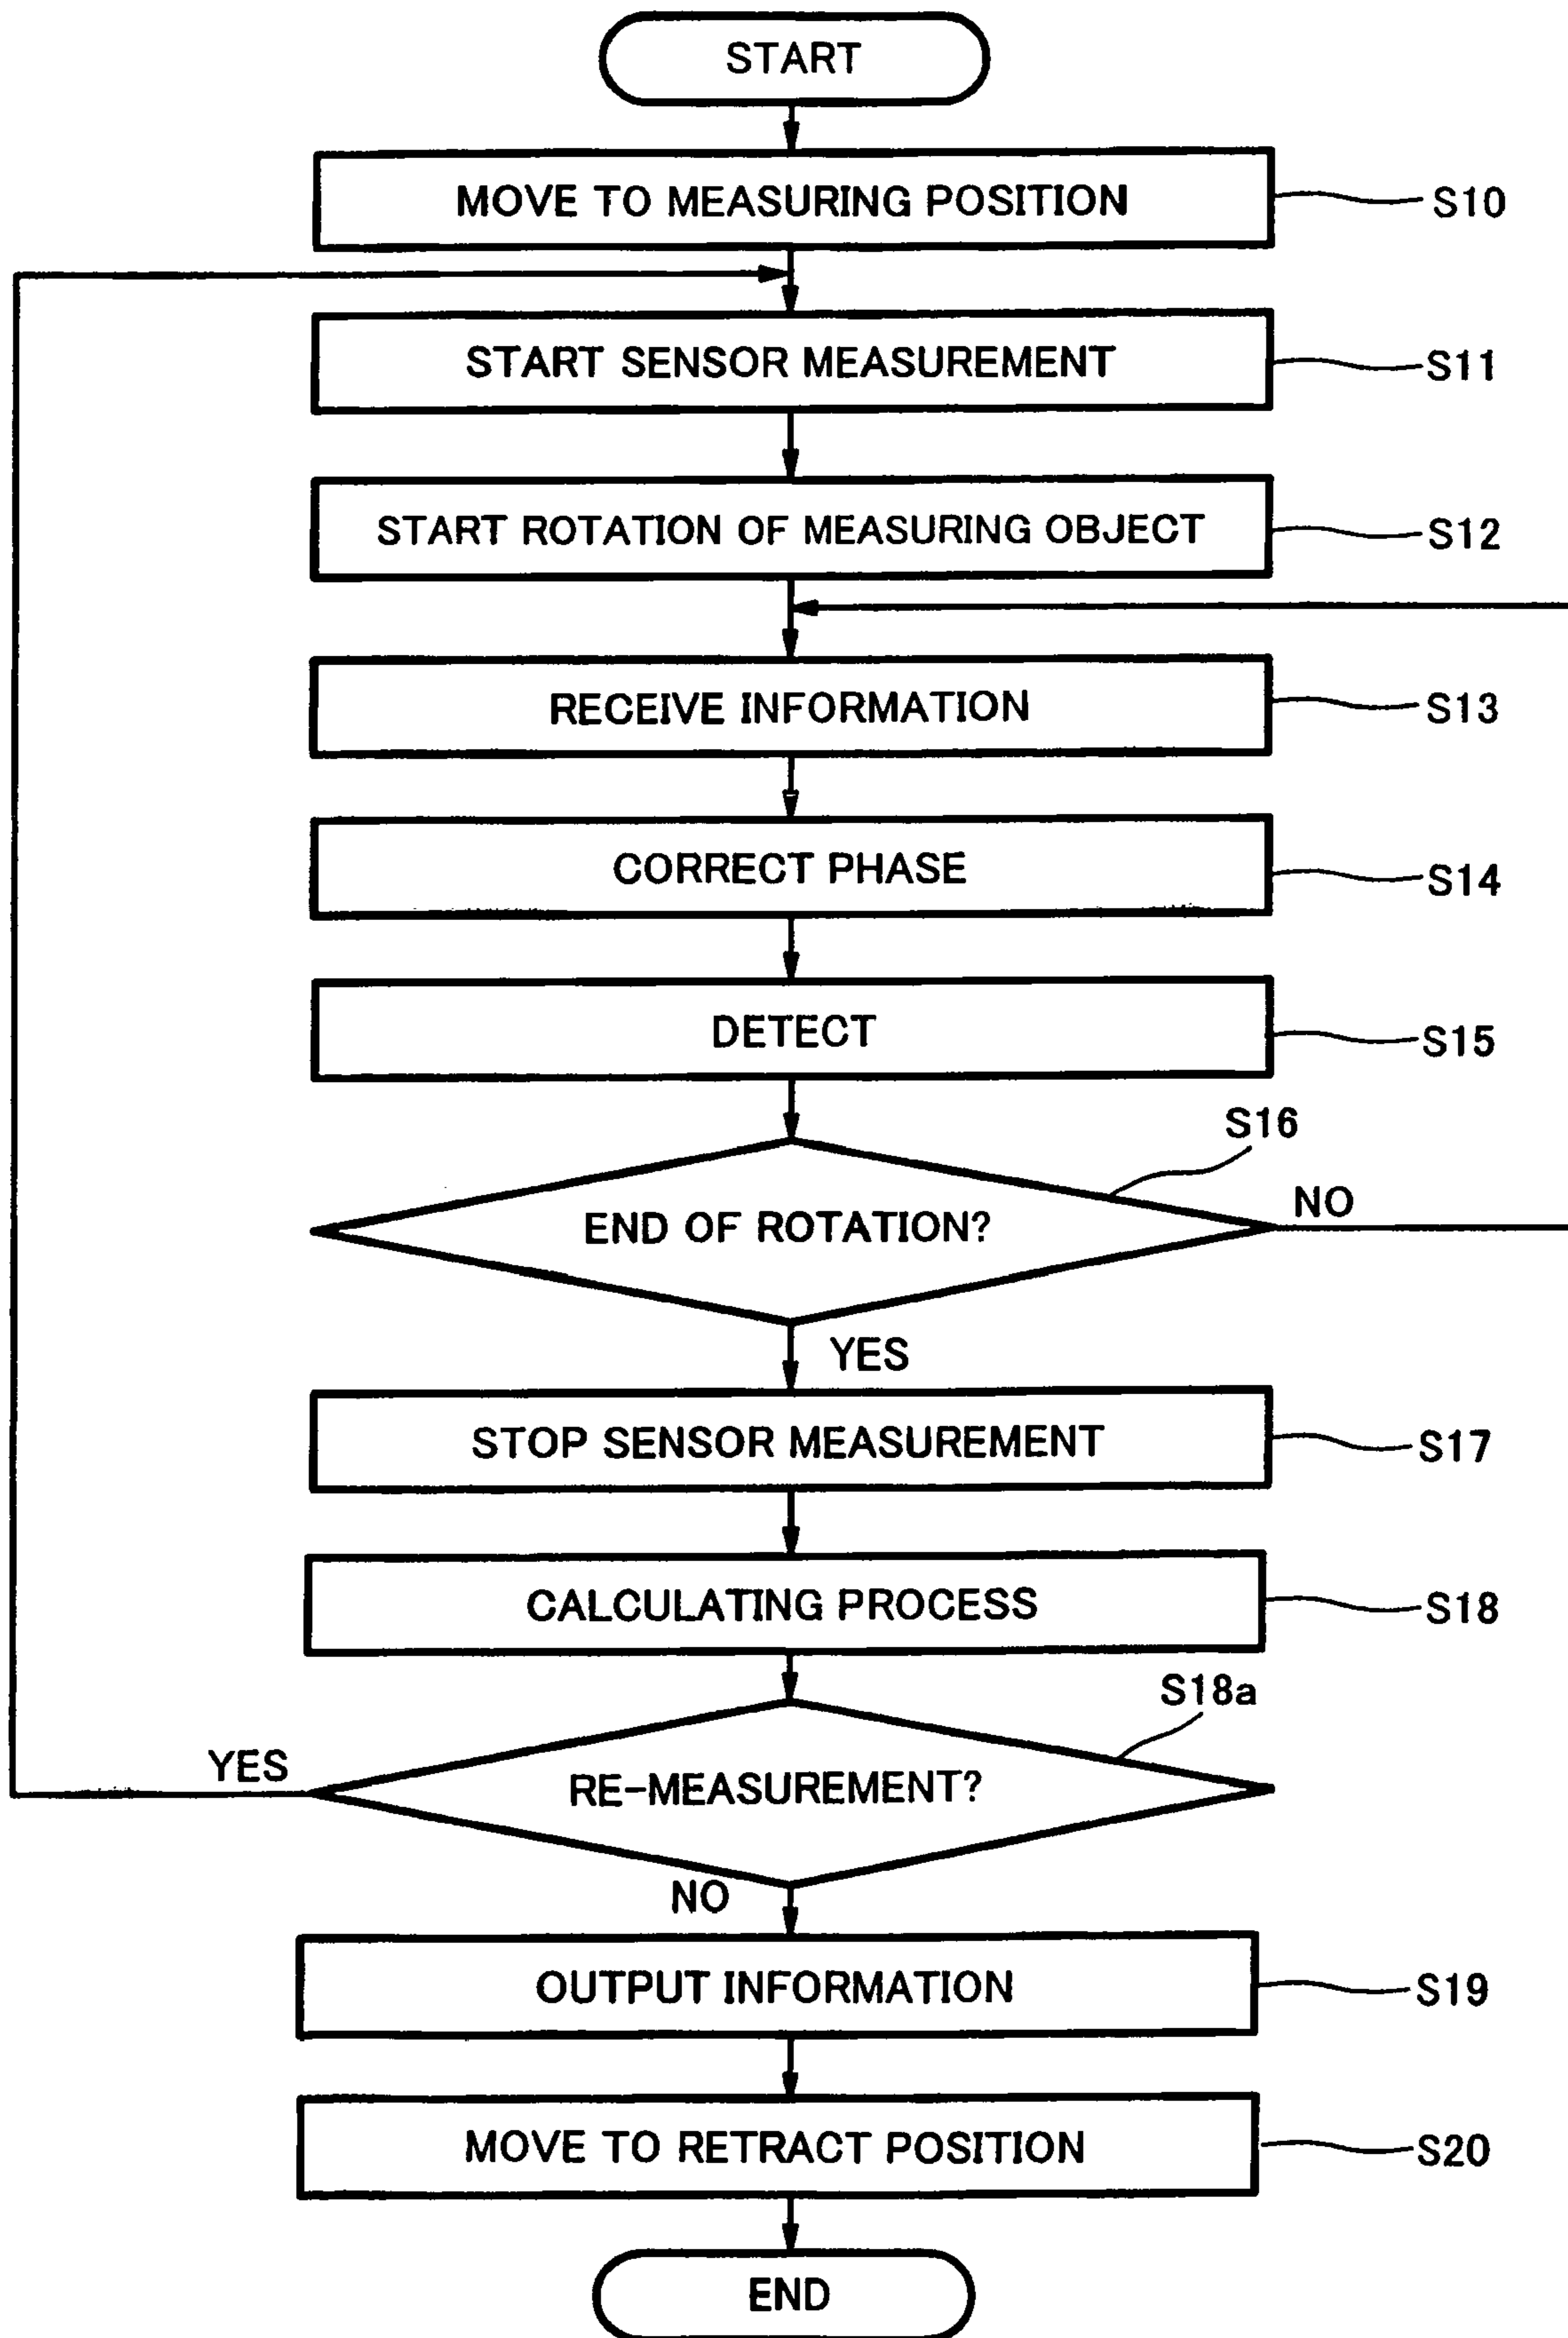 START
MOVE TO MEASURING POSITION
S10
START SENSOR MEASUREMENT
S11
START ROTATION OF MEASURING OBJECT
S12
RECEIVE INFORMATION
S13
CORRECT PHASE
S14
DETECT
S15
S16
END OF ROTATION?
NO
YES
STOP SENSOR MEASUREMENT
S17
CALCULATING PROCESS
S18
S18a
YES
RE-MEASUREMENT?
NO
OUTPUT INFORMATION
S19
MOVE TO RETRACT POSITION
S20
END